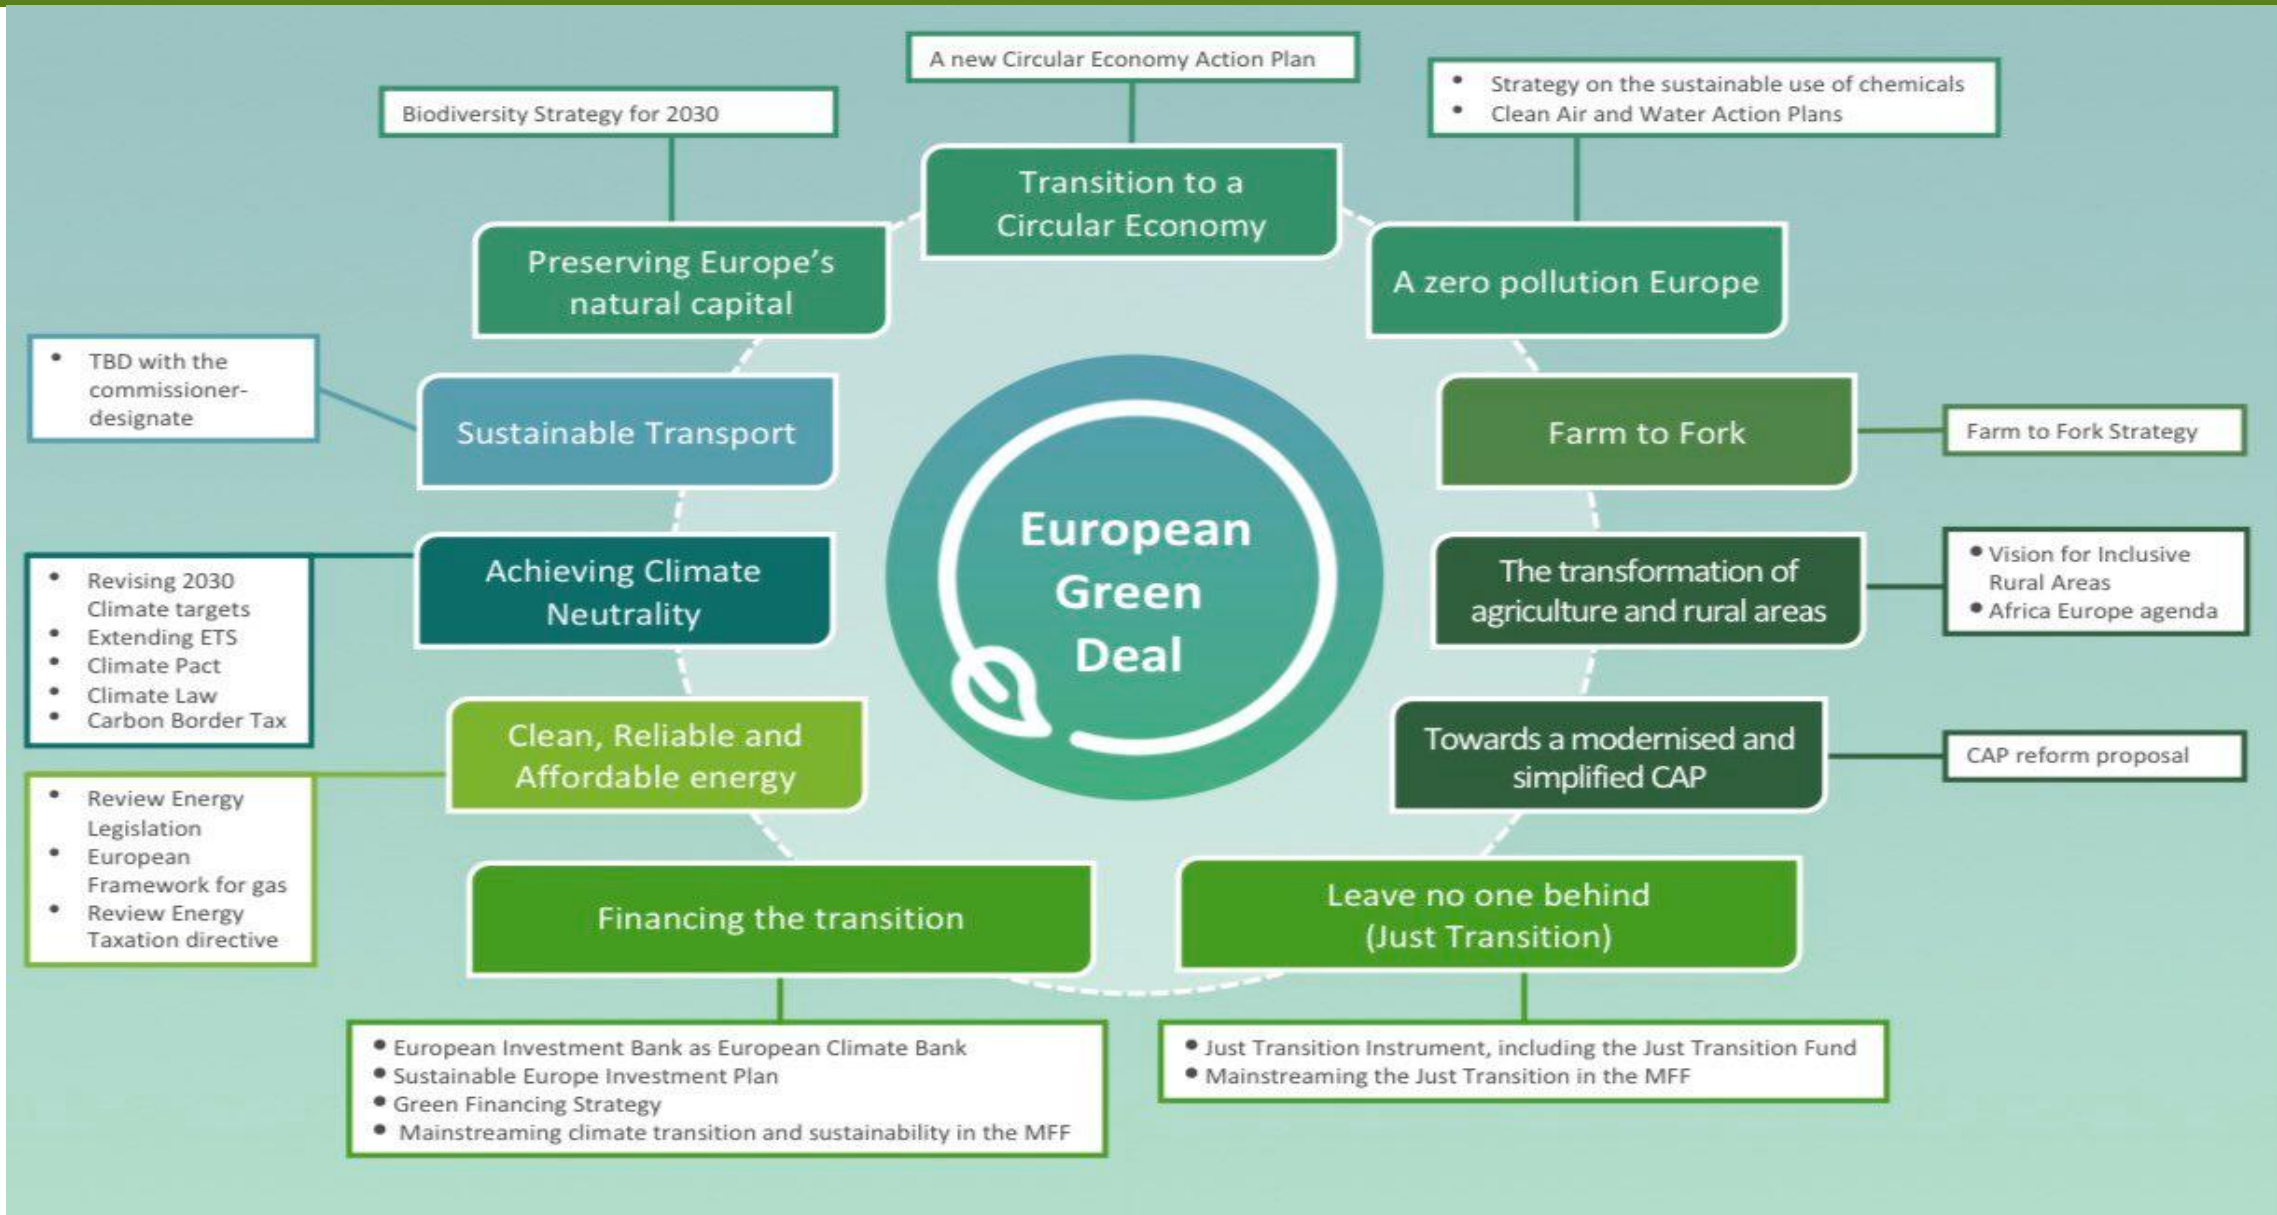 A new Circular Economy Action Plan
Biodiversity Strategy for 2030
• Strategy on the sustainable use of chemicals
• Clean Air and Water Action Plans
Transition to a
Circular Economy
Preserving Europe's
natural capital
A zero pollution Europe
• TBD with the
commissioner-
designate
Sustainable Transport
Farm to Fork
Farm to Fork Strategy
European
Green
Deal
Achieving Climate
Neutrality
• Revising 2030
Climate targets
• Extending ETS
• Climate Pact
• Climate Law
• Carbon Border Tax
The transformation of
agriculture and rural areas
• Vision for Inclusive
Rural Areas
• Africa Europe agenda
Clean, Reliable and
Affordable energy
• Review Energy
Legislation
• European
Framework for gas
• Review Energy
Taxation directive
Towards a modernised and
simplified CAP
CAP reform proposal
Financing the transition
Leave no one behind
(Just Transition)
• European Investment Bank as European Climate Bank
• Sustainable Europe Investment Plan
• Green Financing Strategy
• Mainstreaming climate transition and sustainability in the MFF
• Just Transition Instrument, including the Just Transition Fund
• Mainstreaming the Just Transition in the MFF